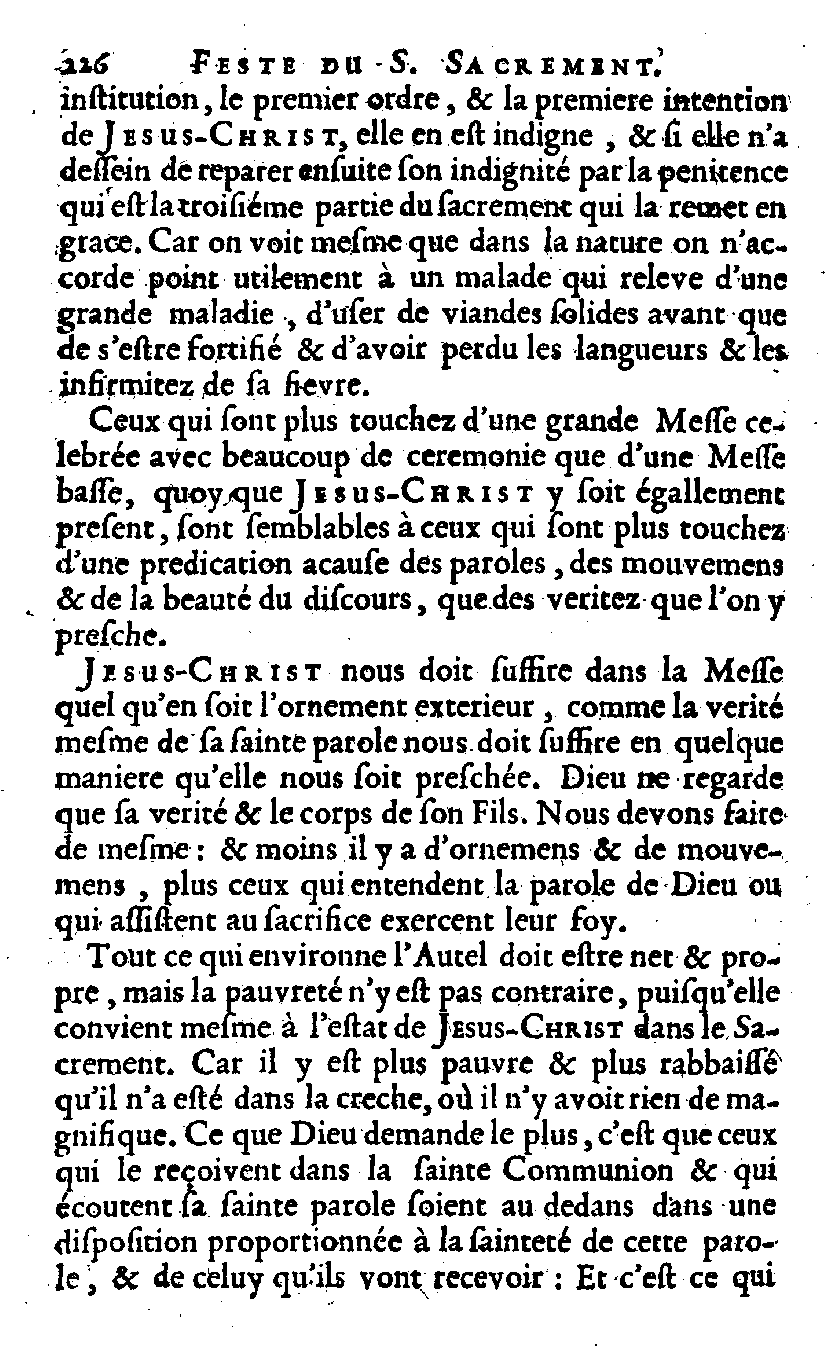 226 FESTE DU S. SACREMENT.
inſtitution, le premier ordre, & la premiere intention
de JESUS-CHRIST, elle en eſt indigne, & ſi elle n'a
deſſein de reparer enſuite ſon indignité par la penitence
qui eſt la troiſiéme partie du ſacrement qui la remet en
grace. Car on voit meſme que dans la nature on n'ac-
corde point utilement à un malade qui releve d'une
grande maladie, d'uſer de viandes ſolides avant que
de s'eſtre fortifié & d'avoir perdu les langueurs & les
infirmitez de ſa fievre.
Ceux qui ſont plus touchez d'une grande Meſſe ce-
lebrée avec beaucoup de ceremonie que d'une Meſſe
baſſe, quoy que JESUS-CHRIST y ſoit égallement
preſent, ſont ſemblables à ceux qui ſont plus touchez
d'une predication acauſe des paroles, des mouvemens
& de la beauté du diſcours, que des veritez que l'on y
preſche.
JESUS-CHRIST nous doit ſuffire dans la Meſſe
quel qu'en ſoit l'ornement exterieur, comme la verité
meſme de ſa ſainte parole nous doit ſuffire en quelque
maniere qu'elle nous ſoit preſchée. Dieu ne regarde
que ſa verité & le corps de ſon Fils. Nous devons faire
de meſme: & moins il y a d'ornemens & de mouve-
mens, plus ceux qui entendent la parole de Dieu ou
qui aſſiſtent au ſacrifice exercent leur foy.
Tout ce qui environne l'Autel doit eſtre net & pro-
pre, mais la pauvreté n'y eſt pas contraire, puiſqu'elle
convient meſme à l'eſtat de JESUS-CHRIST dans le Sa-
crement. Car il y eſt plus pauvre & plus rabbaiſſé
qu'il n'a eſté dans la creche, où il n'y avoit rien de ma-
gnifique. Ce que Dieu demande le plus, c'eſt que ceux
qui le reçoivent dans la ſainte Communion & qui
écoutent ſa ſainte parole ſoient au dedans dans une
diſpoſition proportionnée à la ſainteté de cette paro-
le, & de celuy qu'ils vont recevoir: Et c'eſt ce qui